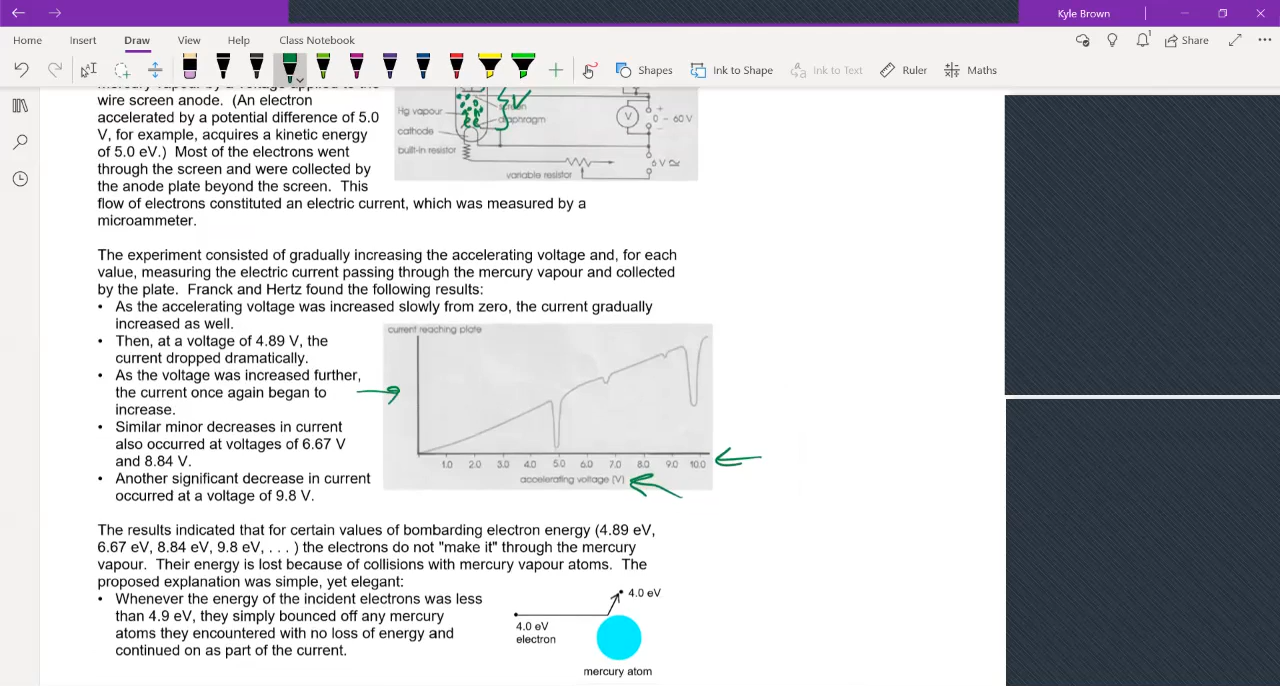 Kyle Brown
Home Insert Draw View Help Class Notebook
1 Share
Shapes Ink to Shape Ink to Text Ruler Maths
wire screen anode. (An electron
accelerated by a potential difference of 5.0
V, for example, acquires a kinetic energy
of 5.0 eV.) Most of the electrons went
through the screen and were collected by
the anode plate beyond the screen. This
flow of electrons constituted an electric current, which was measured by a
microammeter.
V
Hg vapour
screen
diaphragm
cathode
built-in resistor
V
+
0 - 60 V
6 V
variable resistor
The experiment consisted of gradually increasing the accelerating voltage and, for each
value, measuring the electric current passing through the mercury vapour and collected
by the plate. Franck and Hertz found the following results:
• As the accelerating voltage was increased slowly from zero, the current gradually
increased as well.
• Then, at a voltage of 4.89 V, the
current dropped dramatically.
• As the voltage was increased further,
the current once again began to
increase.
• Similar minor decreases in current
also occurred at voltages of 6.67 V
and 8.84 V.
• Another significant decrease in current
occurred at a voltage of 9.8 V.
current reaching plate
1.0 2.0 3.0 4.0 5.0 6.0 7.0 8.0 9.0 10.0
accelerating voltage (V)
The results indicated that for certain values of bombarding electron energy (4.89 eV,
6.67 eV, 8.84 eV, 9.8 eV, . . . ) the electrons do not "make it" through the mercury
vapour. Their energy is lost because of collisions with mercury vapour atoms. The
proposed explanation was simple, yet elegant:
• Whenever the energy of the incident electrons was less
than 4.9 eV, they simply bounced off any mercury
atoms they encountered with no loss of energy and
continued on as part of the current.
4.0 eV
4.0 eV
electron
mercury atom